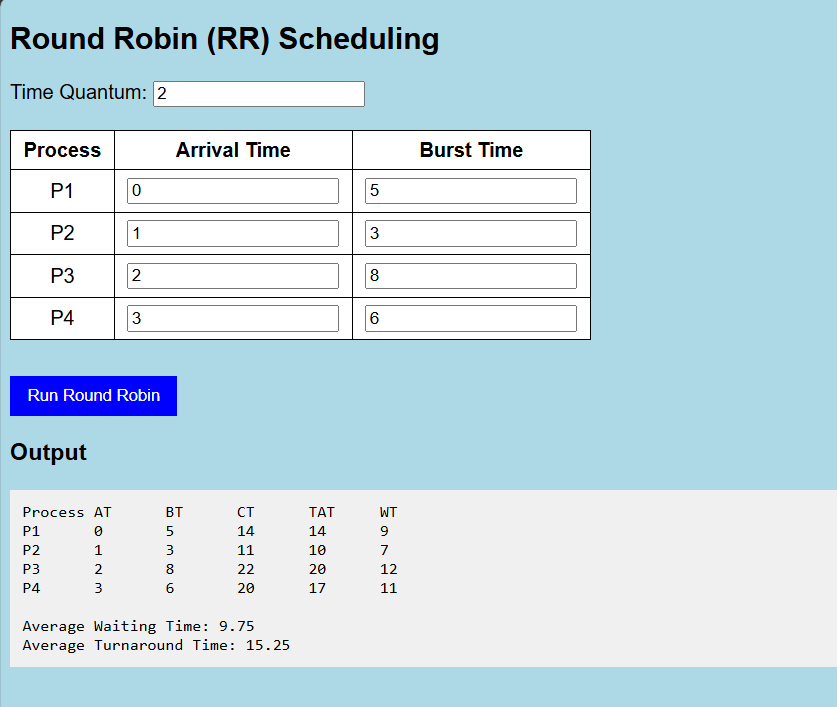 Round Robin (RR) Scheduling
Time Quantum: 2
Process Arrival Time Burst Time
P1 0 5
P2 1 3
P3 2 8
P4 3 6
Run Round Robin
Output
Process AT BT CT TAT WT
P1 0 5 14 14 9
P2 1 3 11 10 7
P3 2 8 22 20 12
P4 3 6 20 17 11
Average Waiting Time: 9.75
Average Turnaround Time: 15.25